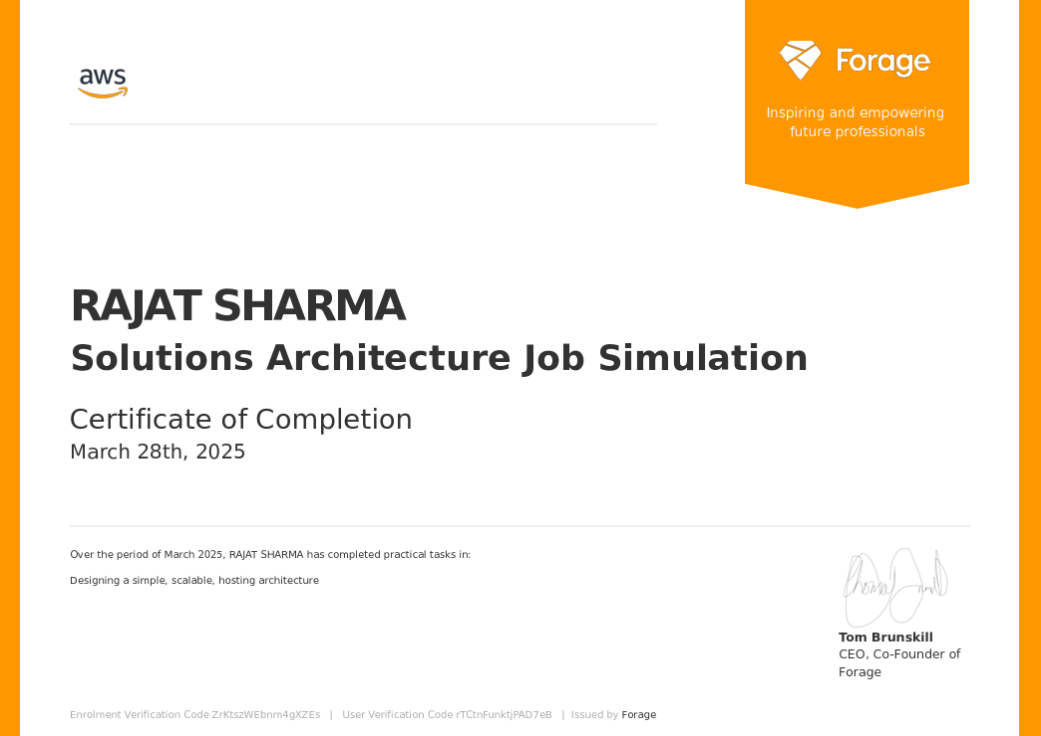 aws
Forage
Inspiring and empowering
future professionals
RAJAT SHARMA
Solutions Architecture Job Simulation
Certificate of Completion
March 28th, 2025
Over the period of March 2025, RAJAT SHARMA has completed practical tasks in:
Designing a simple, scalable, hosting architecture
Tom Brunskill
CEO, Co-Founder of
Forage
Enrolment Verification Code ZrKtszWEbnm4gXZEs | User Verification Code rTCtnFunktjPAD7eB | Issued by Forage